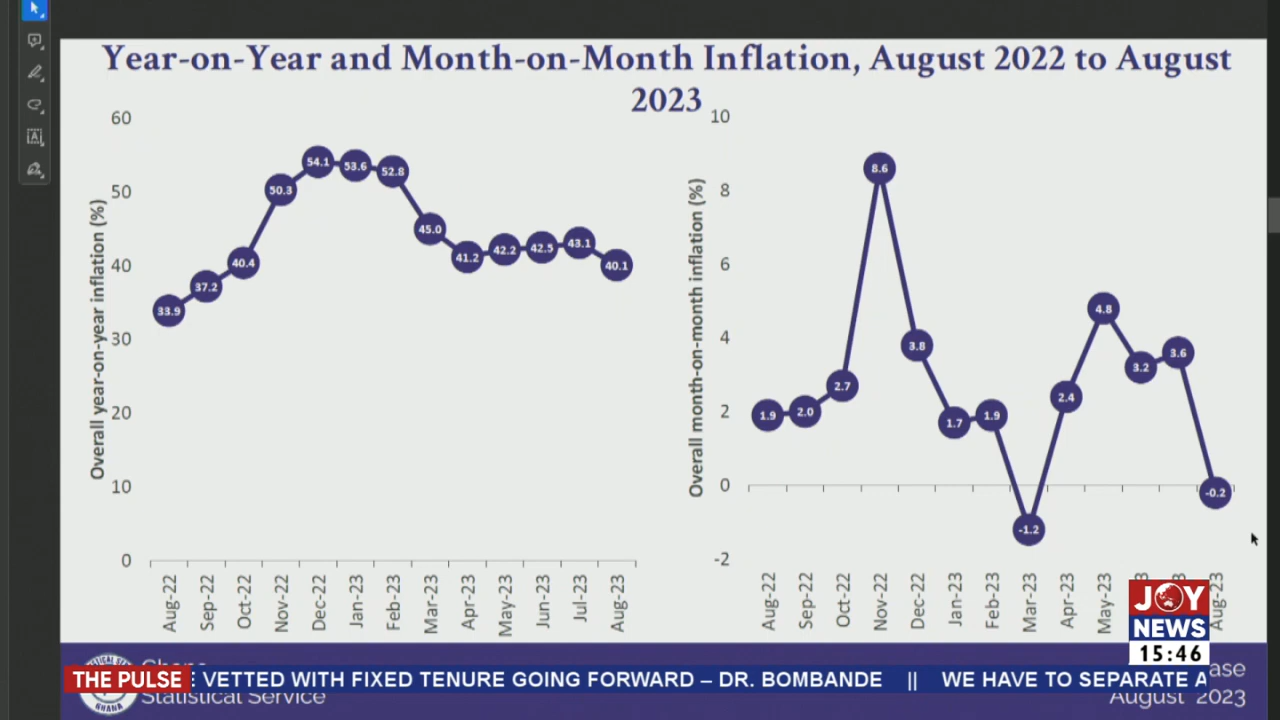 Year-on-Year and Month-on-Month Inflation, August 2022 to August
2023
Overall year-on-year inflation (%)
60
50
40
30
20
10
0
33.9
37.2
40.4
50.3
54.1
53.6
52.8
45.0
41.2
42.2
42.5
43.1
40.1
Aug-22
Sep-22
Oct-22
Nov-22
Dec-22
Jan-23
Feb-23
Mar-23
Apr-23
May-23
Jun-23
Jul-23
Aug-23
Overall month-on-month inflation (%)
10
8
6
4
2
0
-2
1.9
2.0
2.7
8.6
3.8
1.7
1.9
-1.2
2.4
4.8
3.2
3.6
-0.2
Aug-22
Sep-22
Oct-22
Nov-22
Dec-22
Jan-23
Feb-23
Mar-23
Apr-23
May-23
Aug-23
JOY
NEWS
15:46
THE PULSE
VETTED WITH FIXED TENURE GOING FORWARD – DR. BOMBANDE || WE HAVE TO SEPARATE A
Statistical Service
GHANA
August 2023